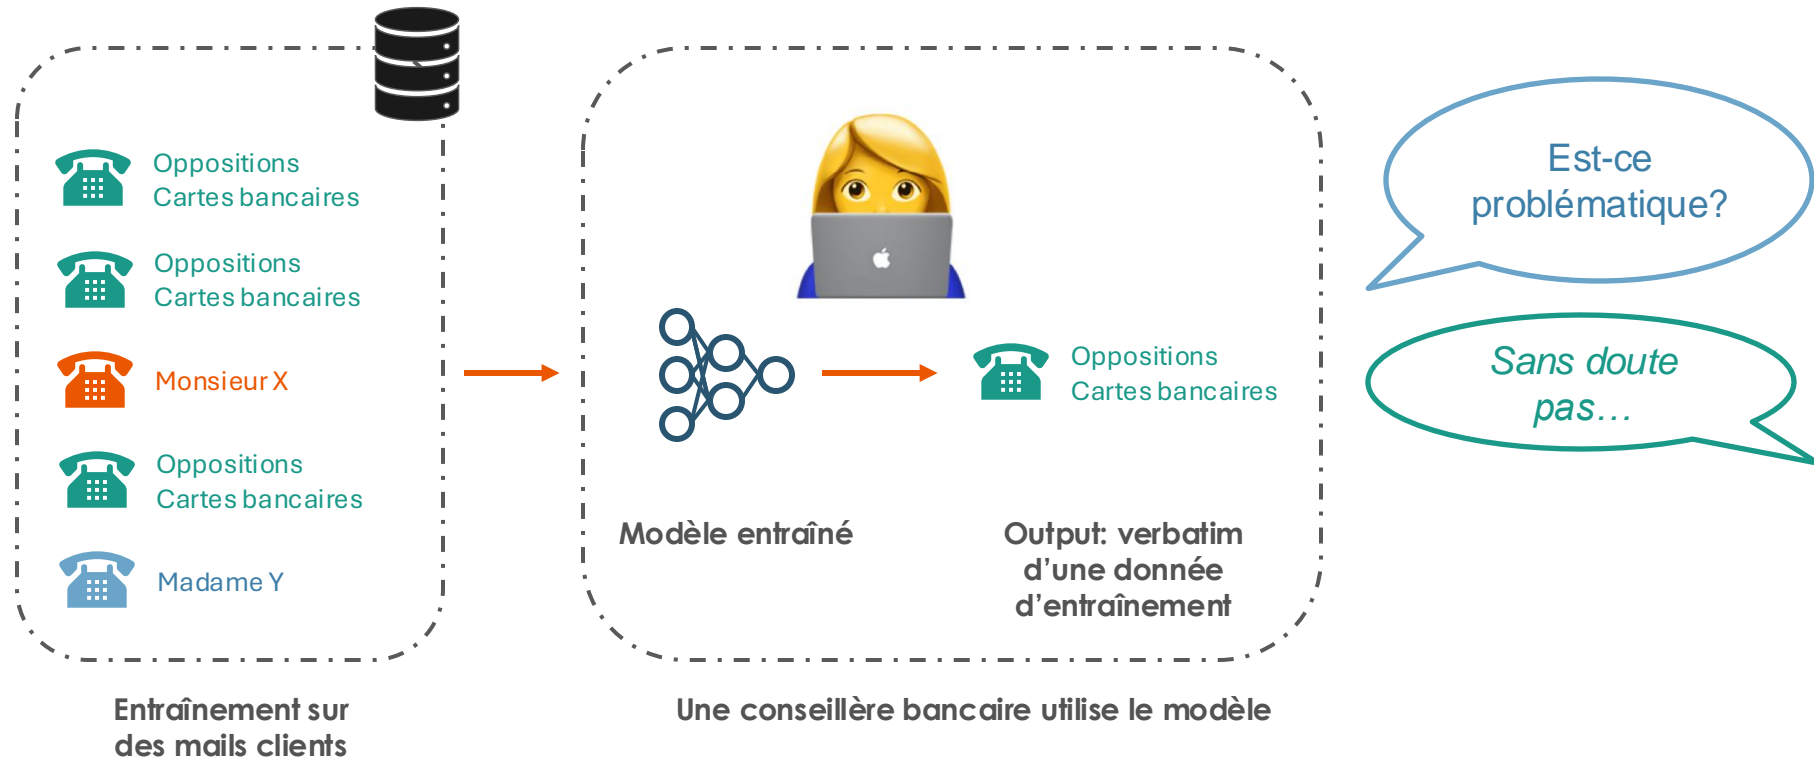 Oppositions
Cartes bancaires
Oppositions
Cartes bancaires
Monsieur X
Oppositions
Cartes bancaires
Madame Y
Entraînement sur
des mails clients
Oppositions
Cartes bancaires
Modèle entraîné
Output: verbatim
d’une donnée
d’entraînement
Une conseillère bancaire utilise le modèle
Est-ce
problématique?
Sans doute
pas…